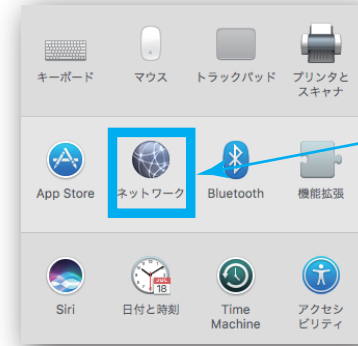 キーボード
マウス
トラックパッド
プリンタと
スキャナ
App Store
ネットワーク
Bluetooth
機能拡張
Siri
日付と時刻
Time
Machine
アクセシ
ビリティ